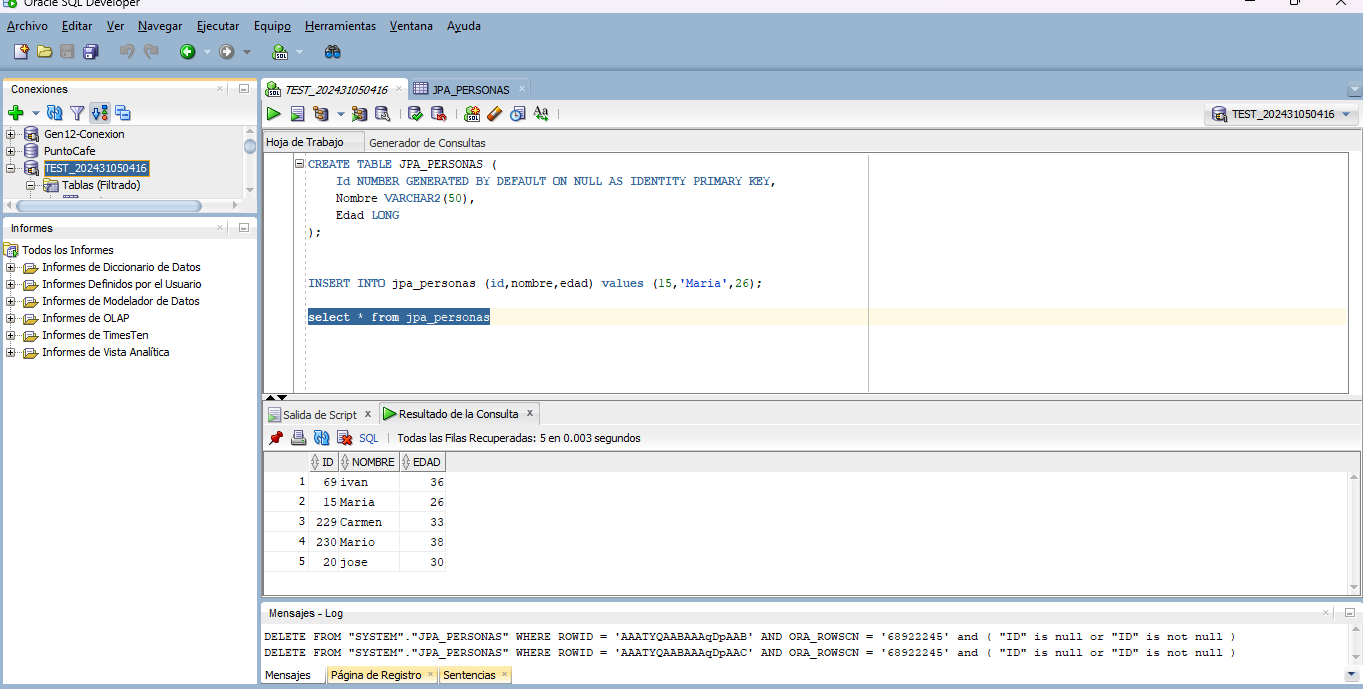 Oracle SQL Developer
Archivo Editar Ver Navegar Ejecutar Equipo Herramientas Ventana Ayuda
Conexiones
Gen12-Conexion
PuntoCafe
TEST_202431050416
Tablas (Filtrado)
Informes
Todos los Informes
Informes de Diccionario de Datos
Informes Definidos por el Usuario
Informes de Modelador de Datos
Informes de OLAP
Informes de TimesTen
Informes de Vista Analítica
TEST_202431050416 JPA_PERSONAS
TEST_202431050416
Hoja de Trabajo Generador de Consultas
CREATE TABLE JPA_PERSONAS (
Id NUMBER GENERATED BY DEFAULT ON NULL AS IDENTITY PRIMARY KEY,
Nombre VARCHAR2(50),
Edad LONG
);
INSERT INTO jpa_personas (id,nombre,edad) values (15,'Maria',26);
select * from jpa_personas
Salida de Script x Resultado de la Consulta x
SQL | Todas las Filas Recuperadas: 5 en 0.003 segundos
ID NOMBRE EDAD
1 69 ivan 36
2 15 Maria 26
3 229 Carmen 33
4 230 Mario 38
5 20 jose 30
Mensajes - Log
DELETE FROM "SYSTEM"."JPA_PERSONAS" WHERE ROWID = 'AAATYQAABAAAqDpAAB' AND ORA_ROWSCN = '68922245' and ( "ID" is null or "ID" is not null )
DELETE FROM "SYSTEM"."JPA_PERSONAS" WHERE ROWID = 'AAATYQAABAAAqDpAAC' AND ORA_ROWSCN = '68922245' and ( "ID" is null or "ID" is not null )
Mensajes Página de Registro Sentencias